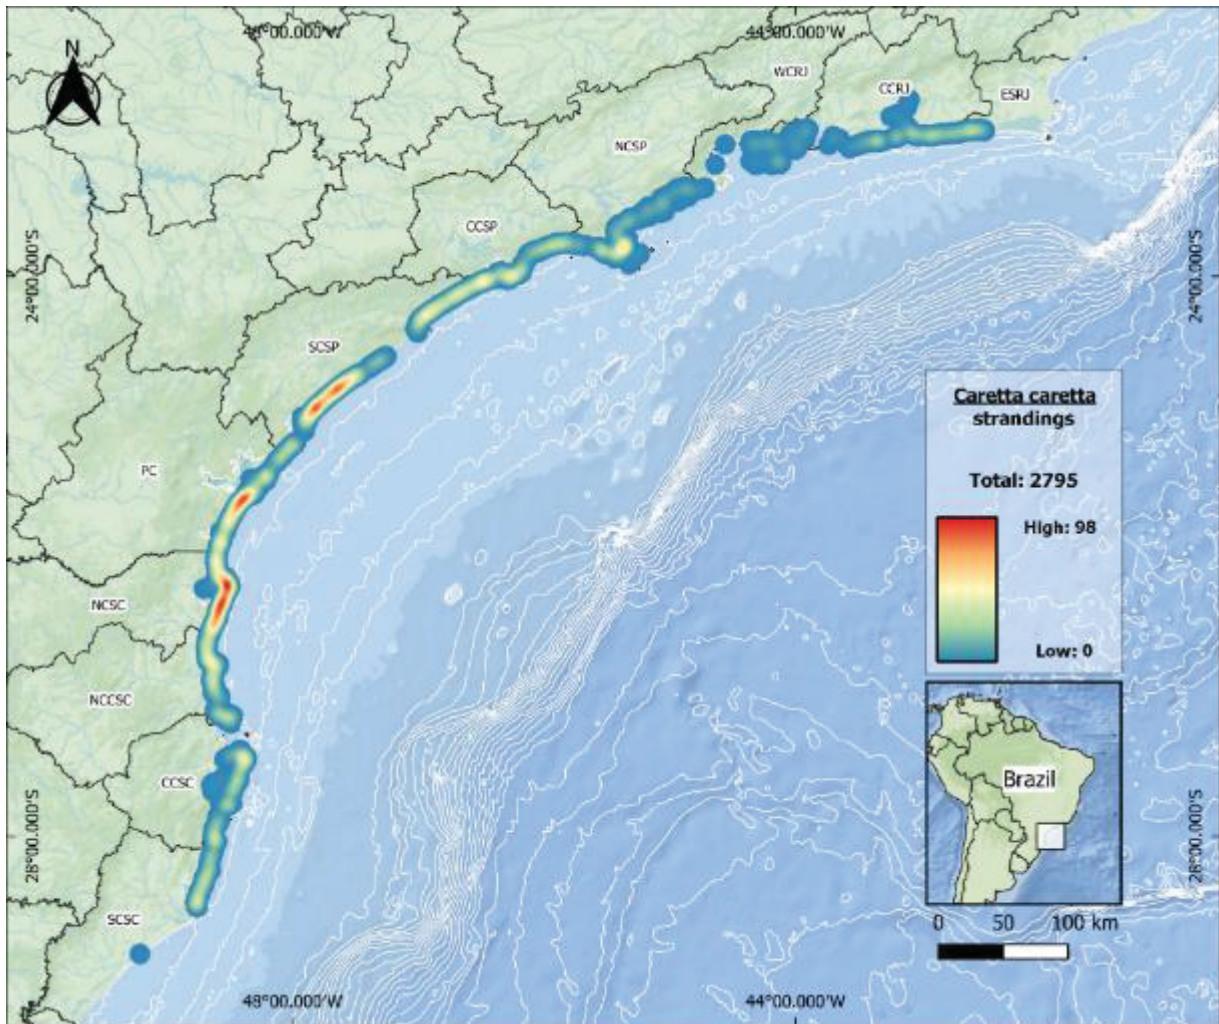 48°00.000'W
44°00.000'W
N
WCRJ
CCRJ
ESRJ
NCSP
CCSP
24°00.000'S
24°00.000'S
SCSP
Caretta caretta
strandings
PC
Total: 2795
High: 98
NCSC
Low: 0
NCCSC
CCSC
Brazil
28°00.000'S
28°00.000'S
SCSC
0 50 100 km
48°00.000'W
44°00.000'W